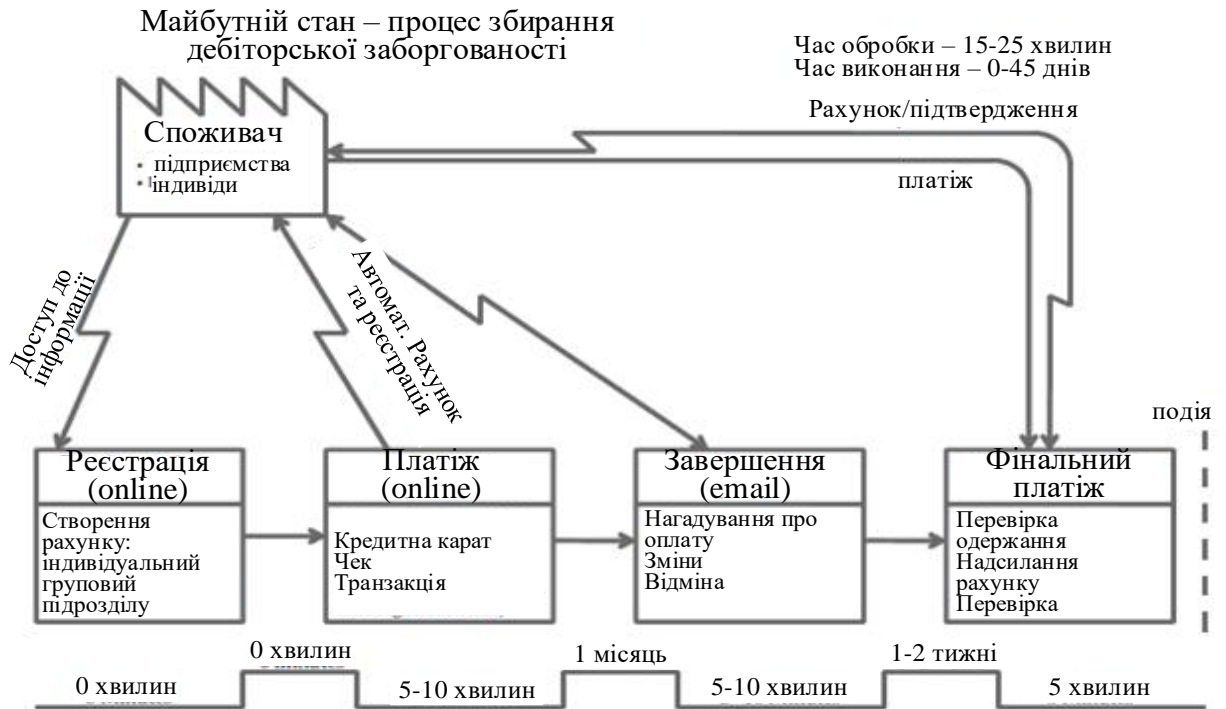 Майбутній стан – процес збирання
дебіторської заборгованості
Час обробки – 15-25 хвилин
Час виконання – 0-45 днів
Рахунок/підтвердження
Споживач
• підприємства
• індивіди
платіж
Доступ до
інформації
Автомат. Рахунок
та реєстрація
подія
Реєстрація
(online)
Створення
рахунку:
індивідуальний
груповий
підрозділу
Платіж
(online)
Кредитна карат
Чек
Транзакція
Завершення
(email)
Нагадування про
оплату
Зміни
Відміна
Фінальний
платіж
Перевірка
одержання
Надсилання
рахунку
Перевірка
0 хвилин
0 хвилин
5-10 хвилин
1 місяць
5-10 хвилин
1-2 тижні
5 хвилин